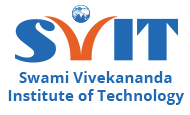 SVIT
Swami Vivekananda
Institute of Technology